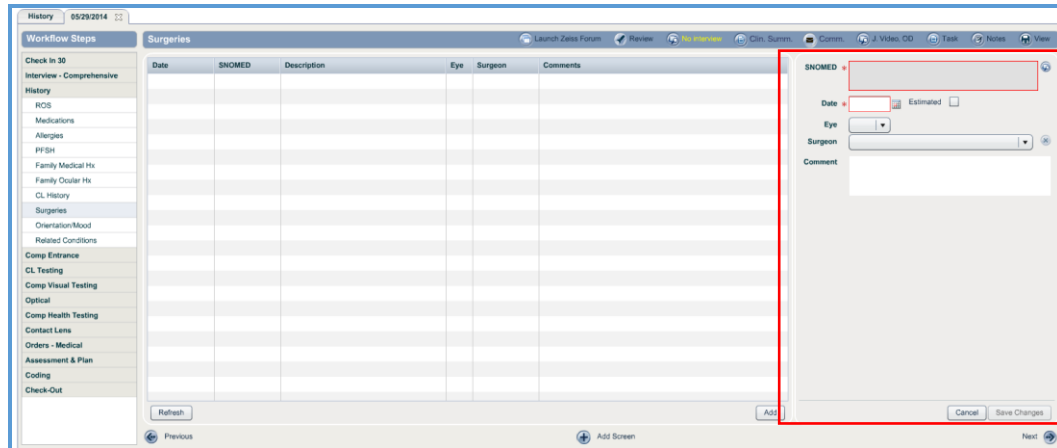 History 05/29/2014
Workflow Steps
Surgeries
Launch Zeiss Forum Review No Interview Clin. Summ. Comm. J. Video, OD Task Notes View
Check In 30
Interview - Comprehensive
History
ROS
Medications
Allergies
PFSH
Family Medical Hx
Family Ocular Hx
CL History
Surgeries
Orientation/Mood
Related Conditions
Comp Entrance
CL Testing
Comp Visual Testing
Optical
Comp Health Testing
Contact Lens
Orders - Medical
Assessment & Plan
Coding
Check-Out
Date SNOMED Description Eye Surgeon Comments
SNOMED *
Date * Estimated
Eye
Surgeon
Comment
Refresh Add Cancel Save Changes
Previous Add Screen Next